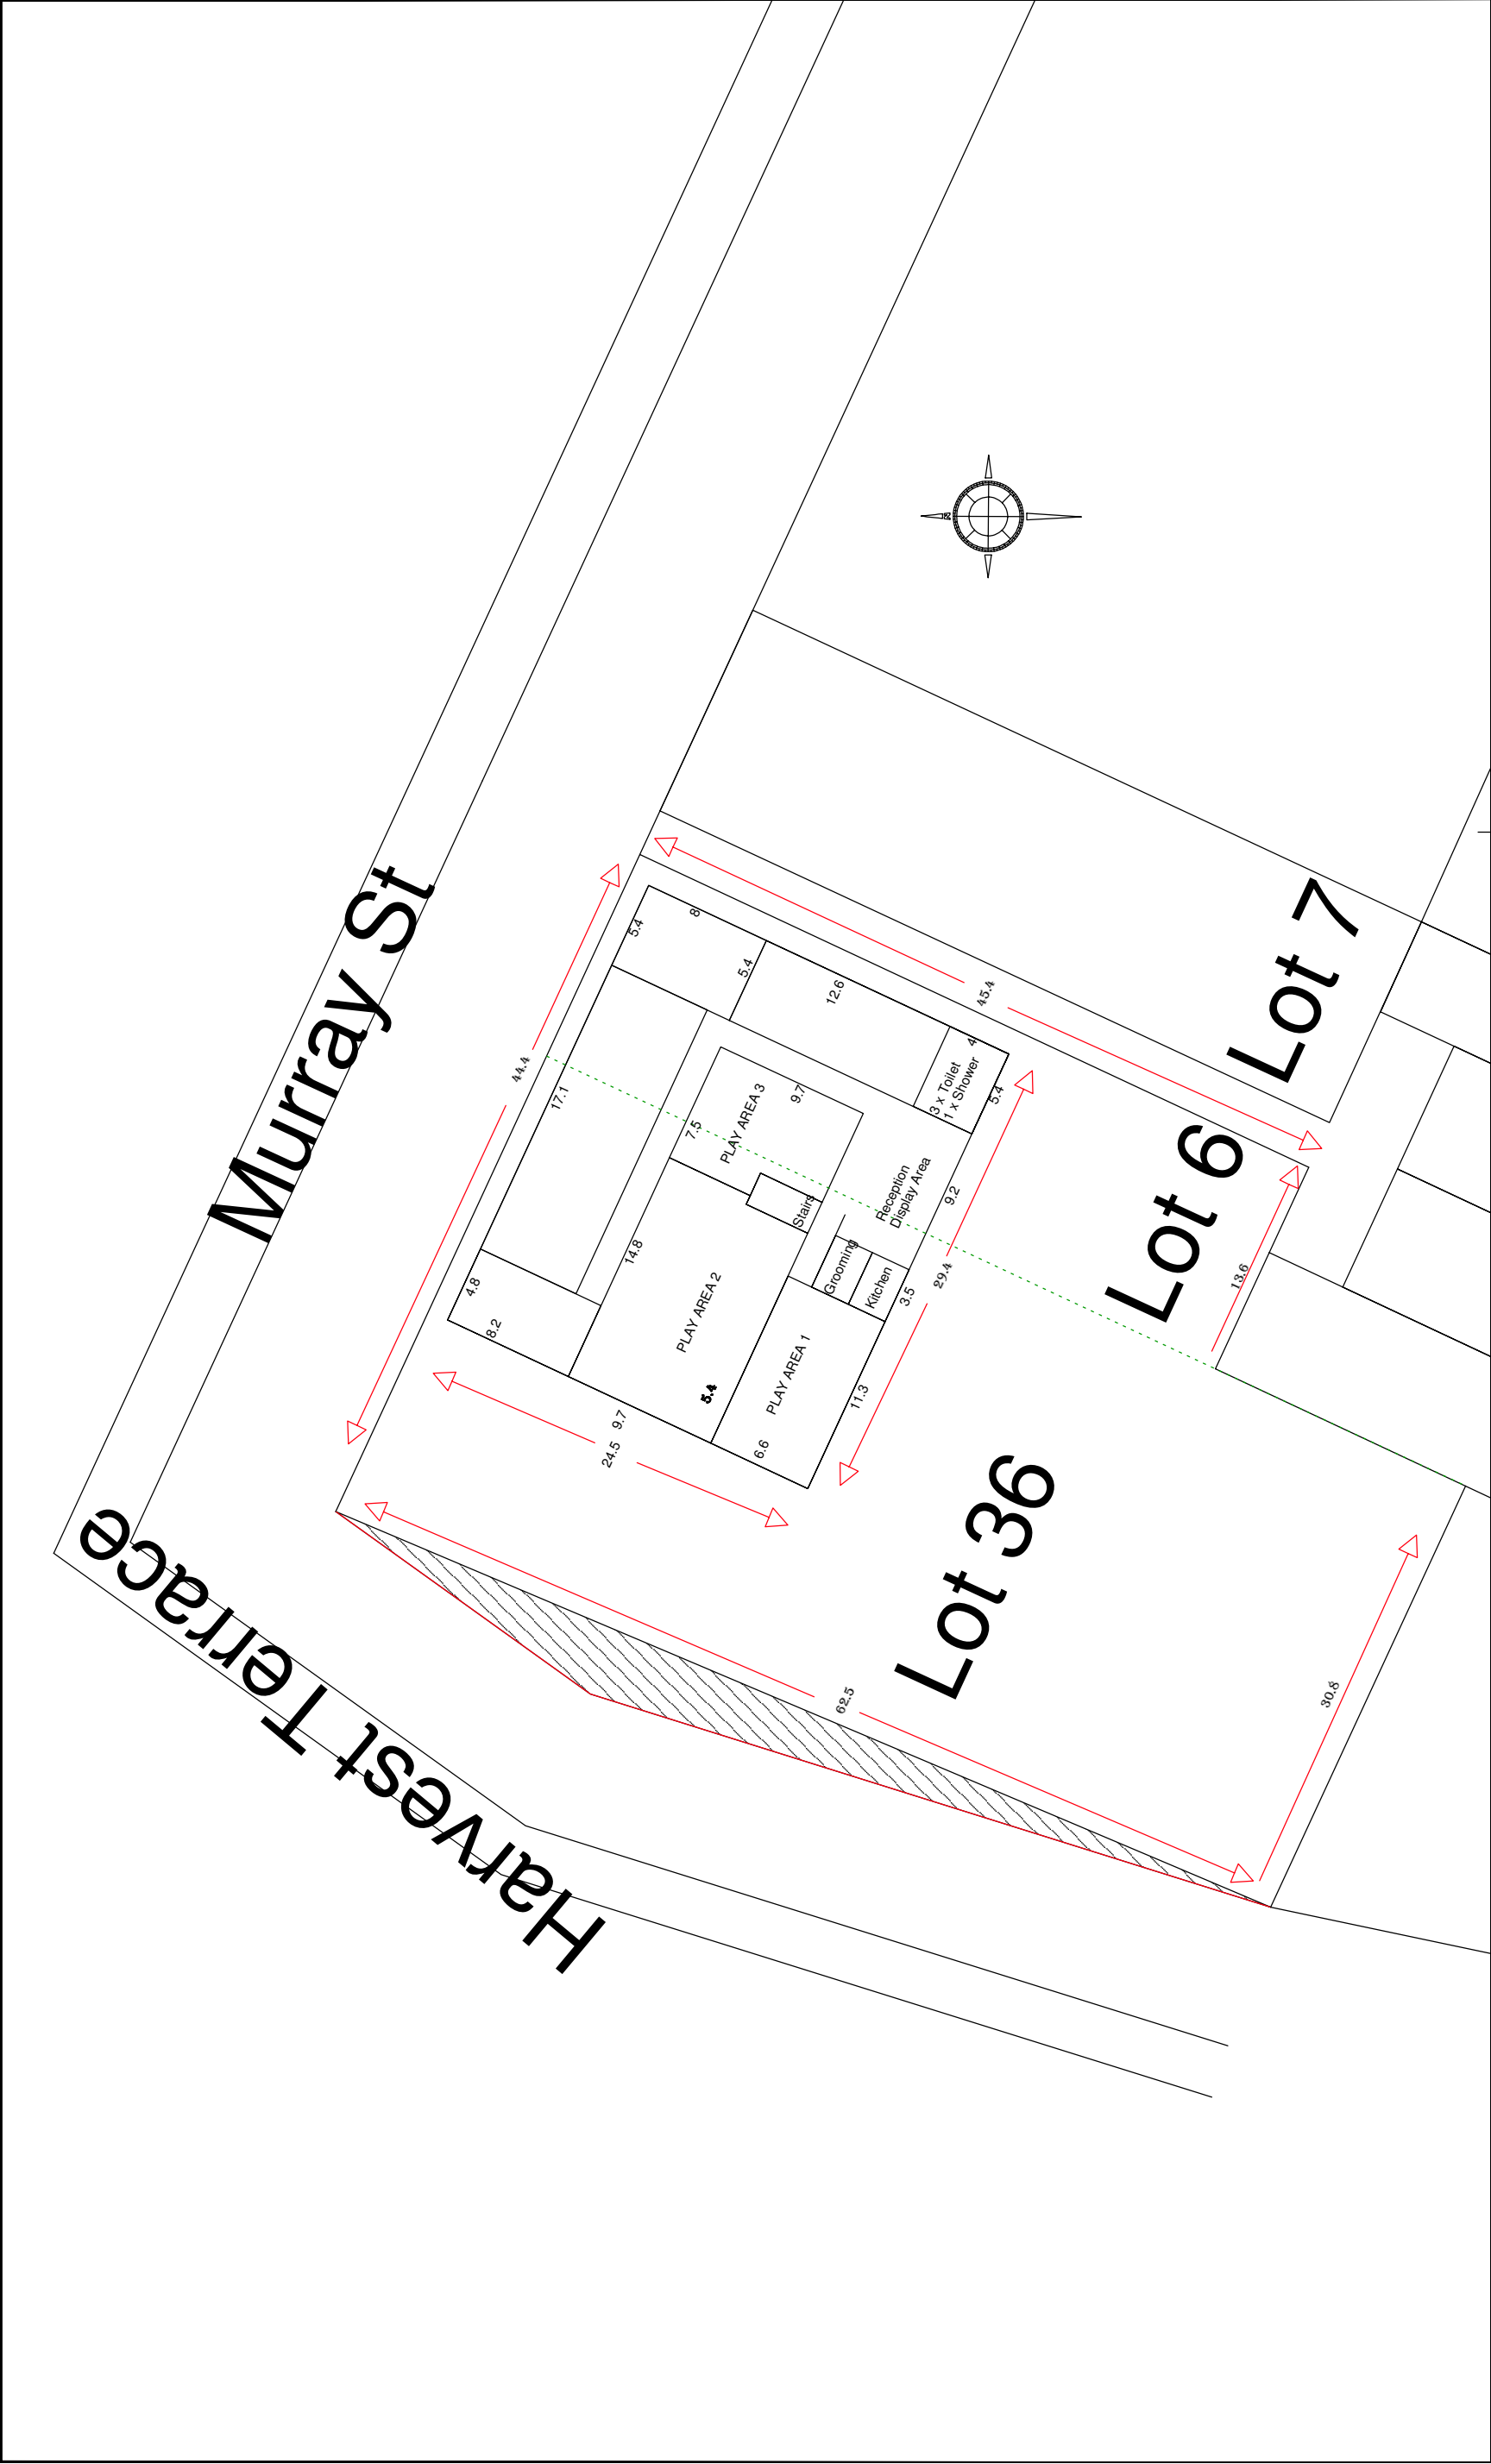 Murray St
Harvest Terrace
Lot 7
Lot 6
Lot 36
44.4
45.4
13.6
29.4
24.5
62.5
30.8
5.4
8
5.4
12.6
4
3 x Toilet
1 x Shower
5.4
17.1
PLAY AREA 3
9.7
7.5
Stairs
Reception
Display Area
9.2
14.8
Grooming
Kitchen
3.5
4.8
8.2
PLAY AREA 2
5.4
9.7
PLAY AREA 1
11.3
6.6